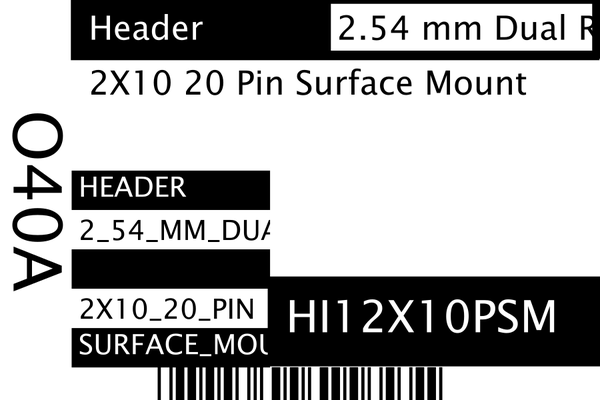 Header 2.54 mm Dual R
2X10 20 Pin Surface Mount
O40A
HEADER
2_54_MM_DUA
2X10_20_PIN
SURFACE_MOU
HI12X10PSM